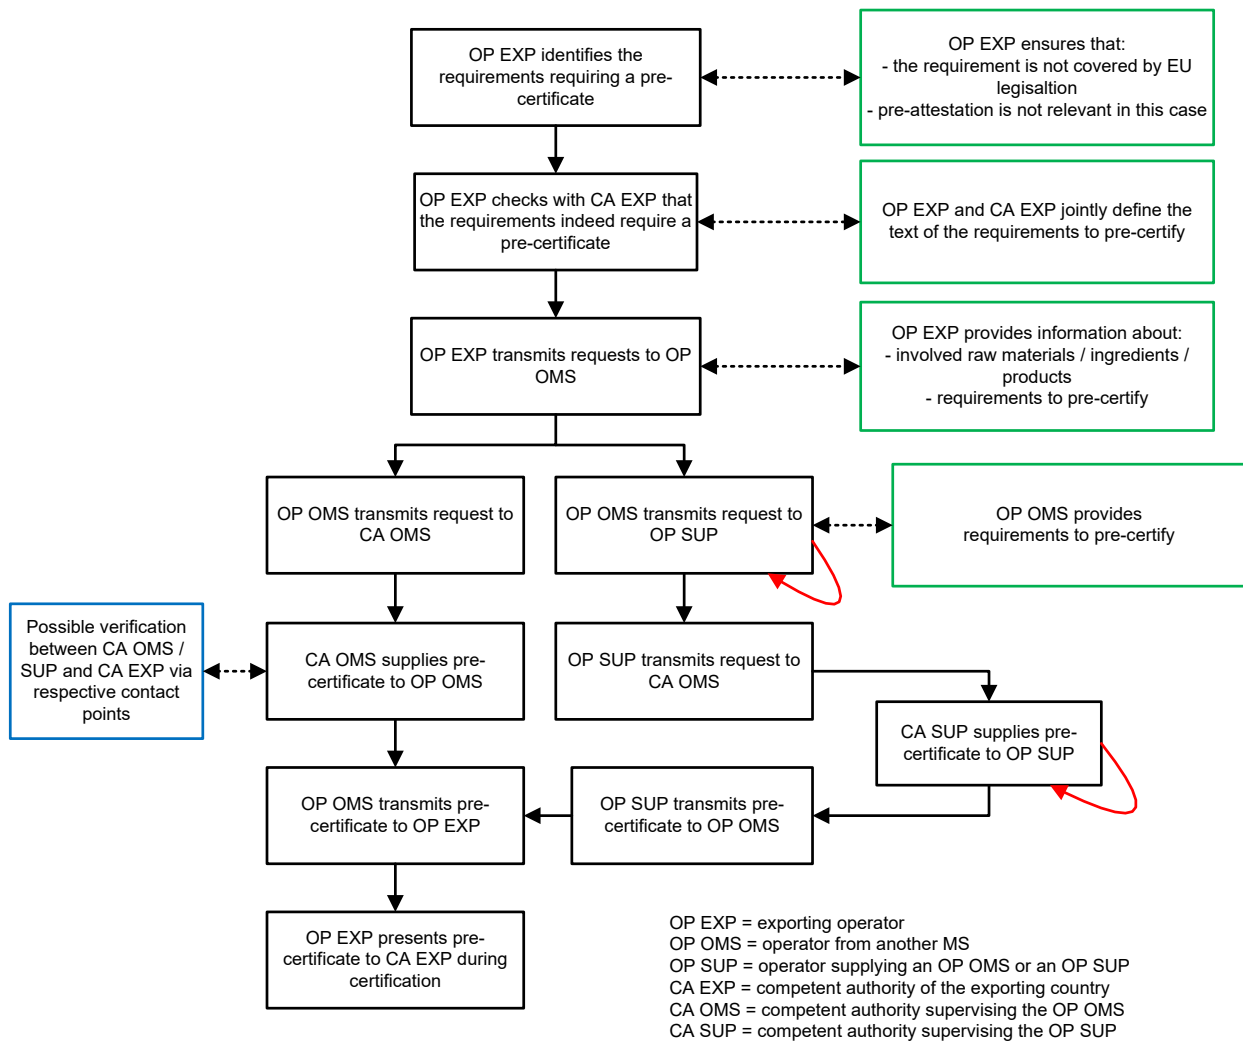 OP EXP identifies the
requirements requiring a pre-
certificate
OP EXP ensures that:
- the requirement is not covered by EU
legisaltion
- pre-attestation is not relevant in this case
OP EXP checks with CA EXP that
the requirements indeed require a
pre-certificate
OP EXP and CA EXP jointly define the
text of the requirements to pre-certify
OP EXP transmits requests to OP
OMS
OP EXP provides information about:
- involved raw materials / ingredients /
products
- requirements to pre-certify
OP OMS transmits request to
CA OMS
OP OMS transmits request to
OP SUP
OP OMS provides
requirements to pre-certify
Possible verification
between CA OMS /
SUP and CA EXP via
respective contact
points
CA OMS supplies pre-
certificate to OP OMS
OP SUP transmits request to
CA OMS
CA SUP supplies pre-
certificate to OP SUP
OP OMS transmits pre-
certificate to OP EXP
OP SUP transmits pre-
certificate to OP OMS
OP EXP presents pre-
certificate to CA EXP during
certification
OP EXP = exporting operator
OP OMS = operator from another MS
OP SUP = operator supplying an OP OMS or an OP SUP
CA EXP = competent authority of the exporting country
CA OMS = competent authority supervising the OP OMS
CA SUP = competent authority supervising the OP SUP